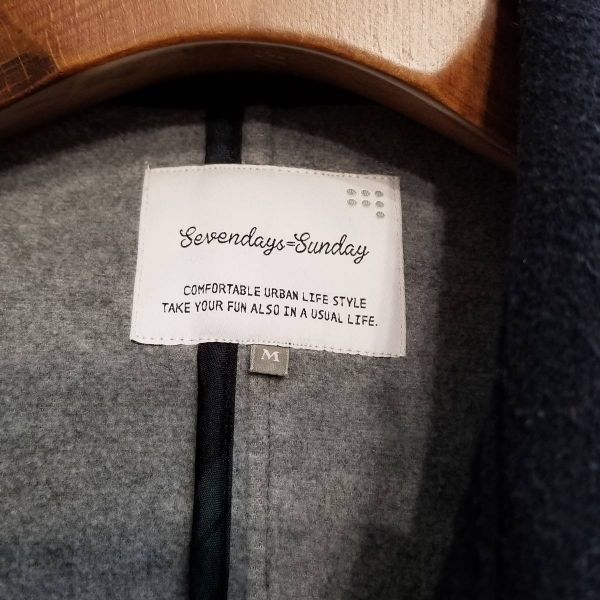 Sevendays=Sunday
COMFORTABLE URBAN LIFE STYLE
TAKE YOUR FUN ALSO IN A USUAL LIFE.
M